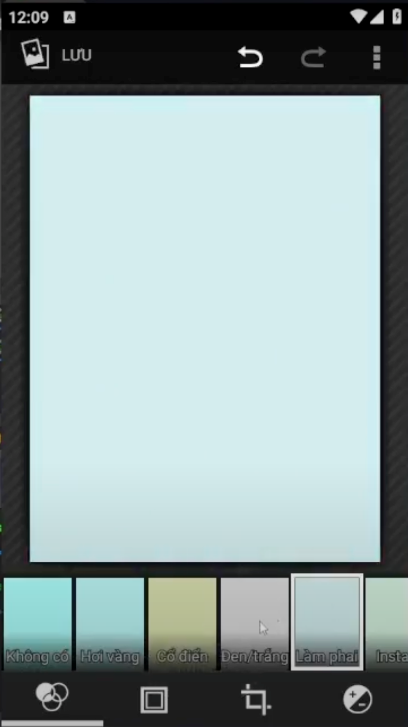 12:09
LƯU
Không có
Hơi vàng
Cổ điển
Đen/trắng
Làm phai
Insta